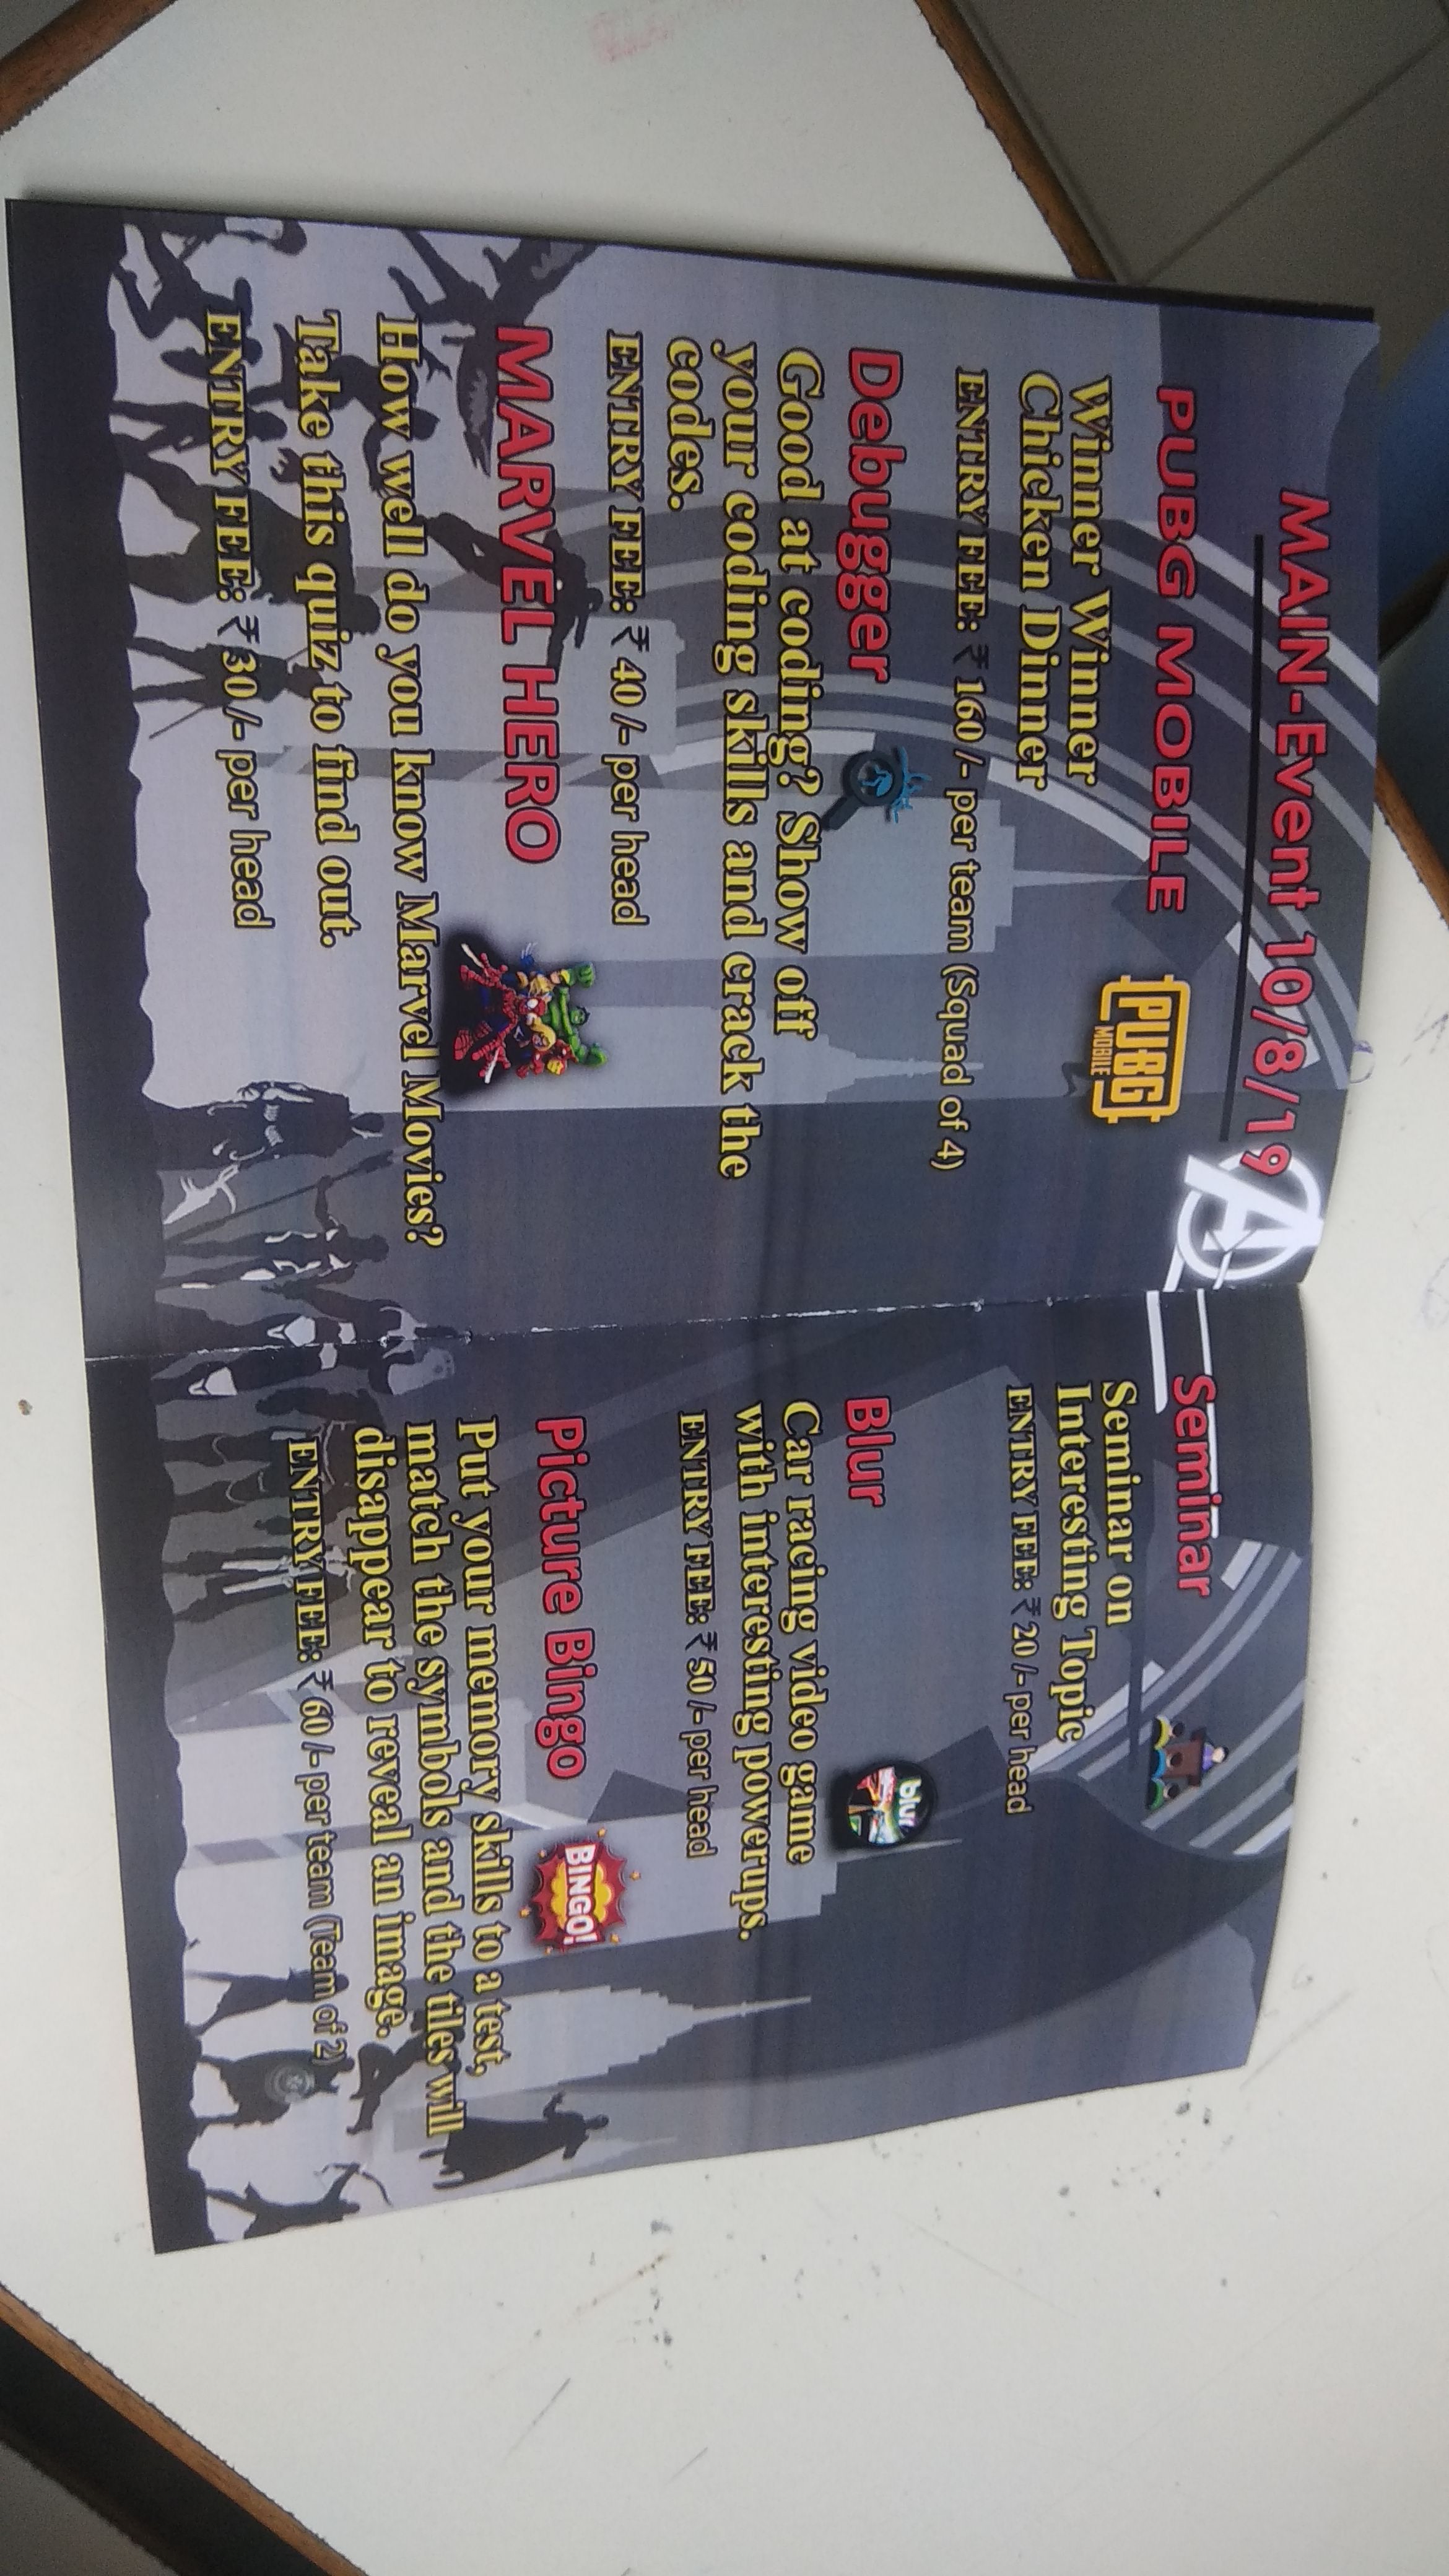 MAIN-Event 10/8/19
PUBG MOBILE
PUBG
MOBILE
Winner Winner
Chicken Dinner
ENTRY FEE: ₹ 160 /- per team (Squad of 4)
Debugger
Good at coding? Show off
your coding skills and crack the
codes.
ENTRY FEE: ₹ 40 /- per head
MARVEL HERO
How well do you know Marvel Movies?
Take this quiz to find out.
ENTRY FEE: ₹ 30/- per head
Seminar
Seminar on
Interesting Topic
ENTRY FEE: ₹ 20 /- per head
Blur
blur
Car racing video game
with interesting powerups.
ENTRY FEE: ₹ 50 /- per head
Picture Bingo
BINGO!
Put your memory skills to a test,
match the symbols and the tiles will
disappear to reveal an image.
ENTRY FEE: ₹ 60 /- per team (Team of 2)